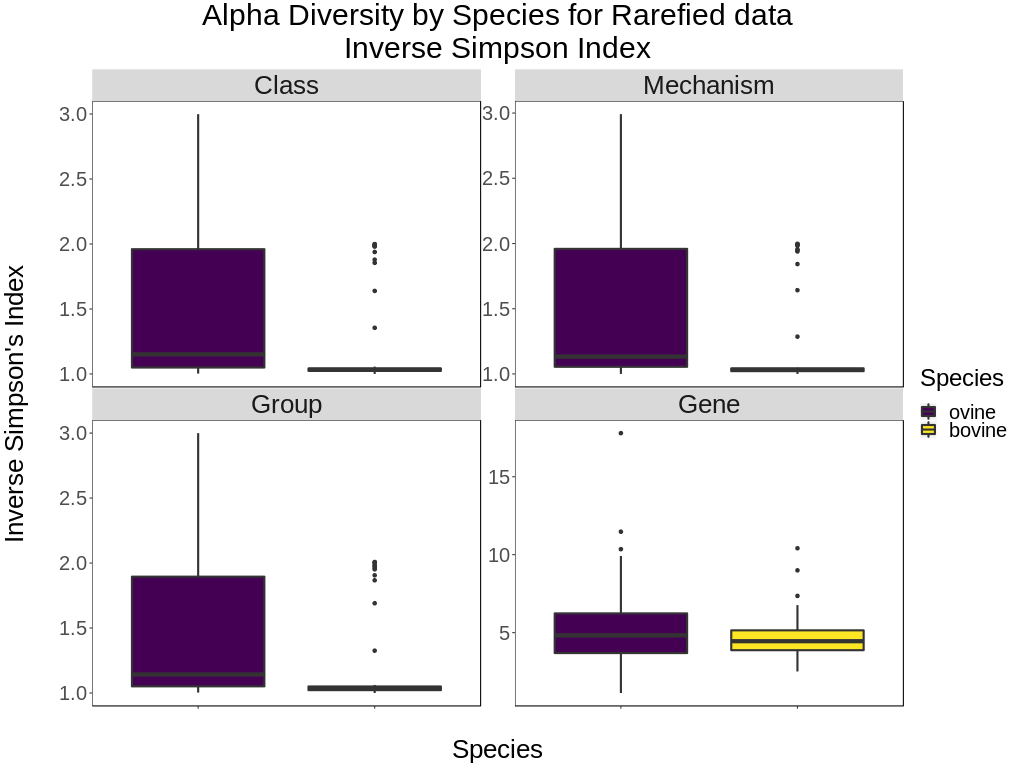 Alpha Diversity by Species for Rarefied data
Inverse Simpson Index
Class
Mechanism
3.0
2.5
2.0
1.5
1.0
3.0
2.5
2.0
1.5
1.0
Group
Gene
3.0
2.5
2.0
1.5
1.0
15
10
5
Inverse Simpson's Index
Species
Species
ovine
bovine